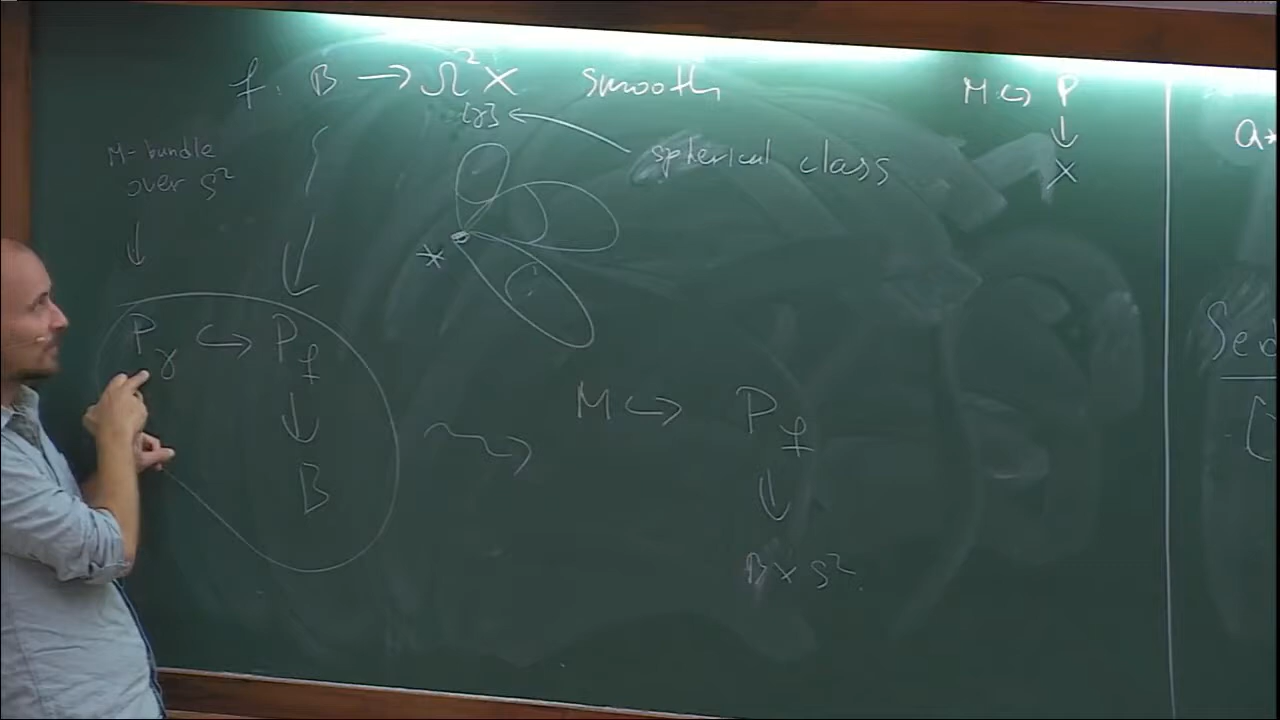 f: B → Ω²X smooth
{γ}
spherical class
M-bundle
over S²
↓
*
P_γ ↪ P_f
↓
B
M ↪ P_f
↓
B × S²
M ↪ P
↓
X
a*